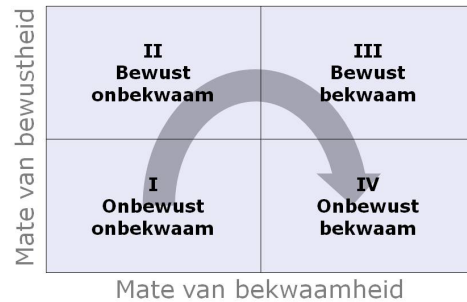 Mate van bewustheid
II
Bewust
onbekwaam
III
Bewust
bekwaam
I
Onbewust
onbekwaam
IV
Onbewust
bekwaam
Mate van bekwaamheid